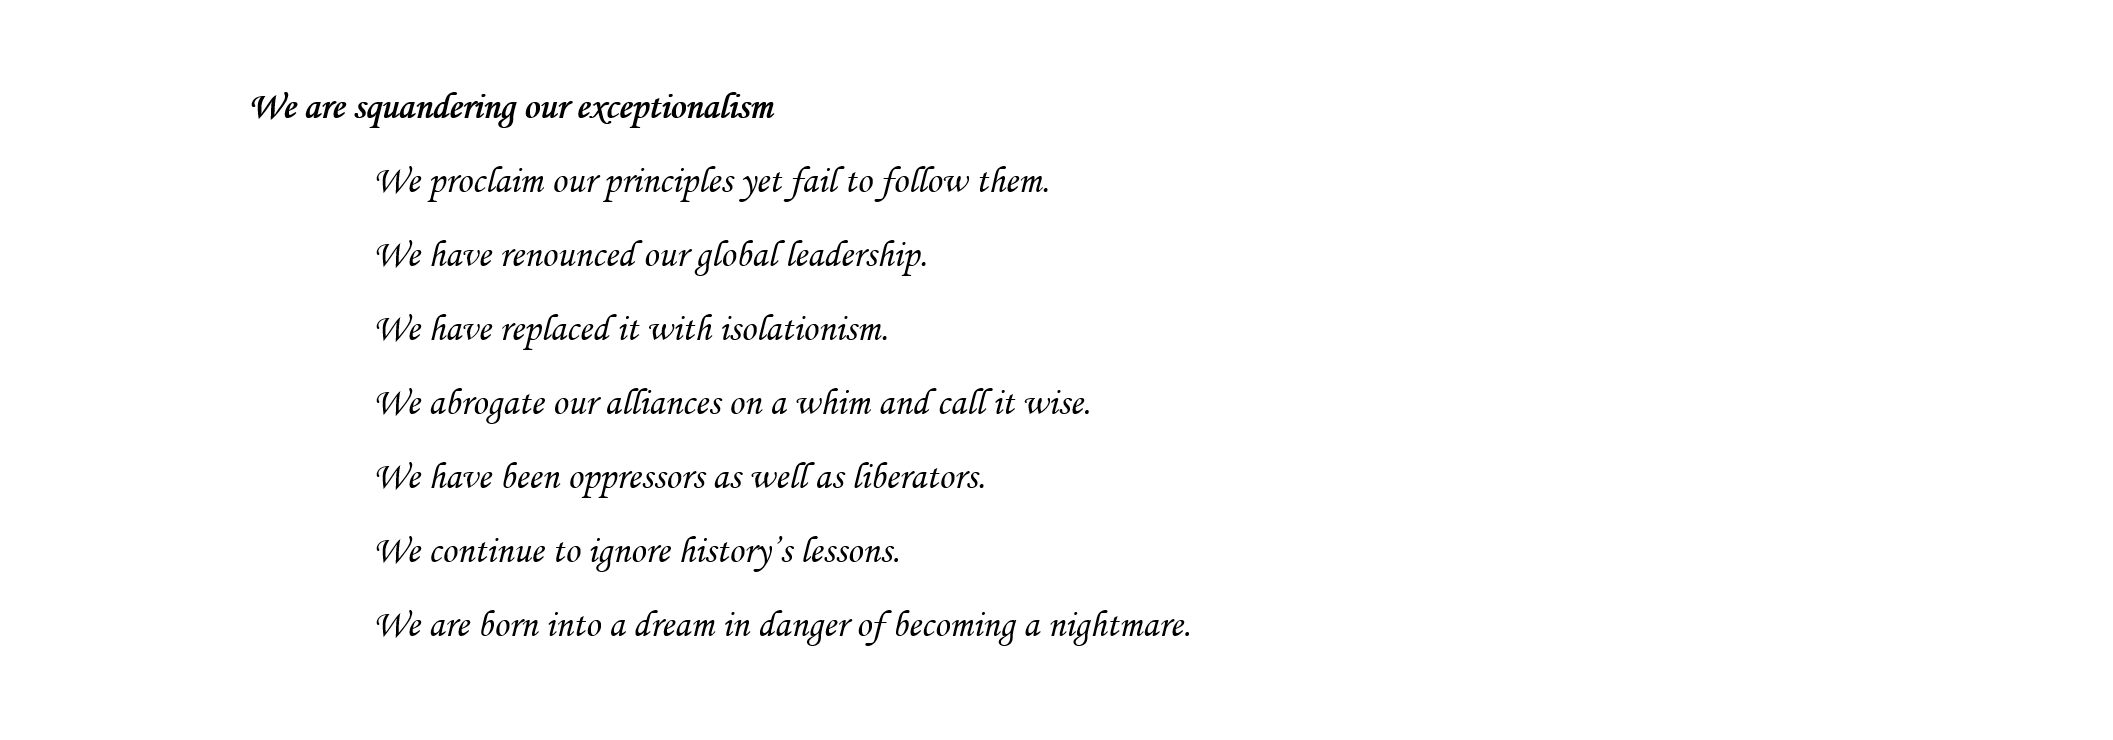 We are squandering our exceptionalism
We proclaim our principles yet fail to follow them.
We have renounced our global leadership.
We have replaced it with isolationism.
We abrogate our alliances on a whim and call it wise.
We have been oppressors as well as liberators.
We continue to ignore history’s lessons.
We are born into a dream in danger of becoming a nightmare.